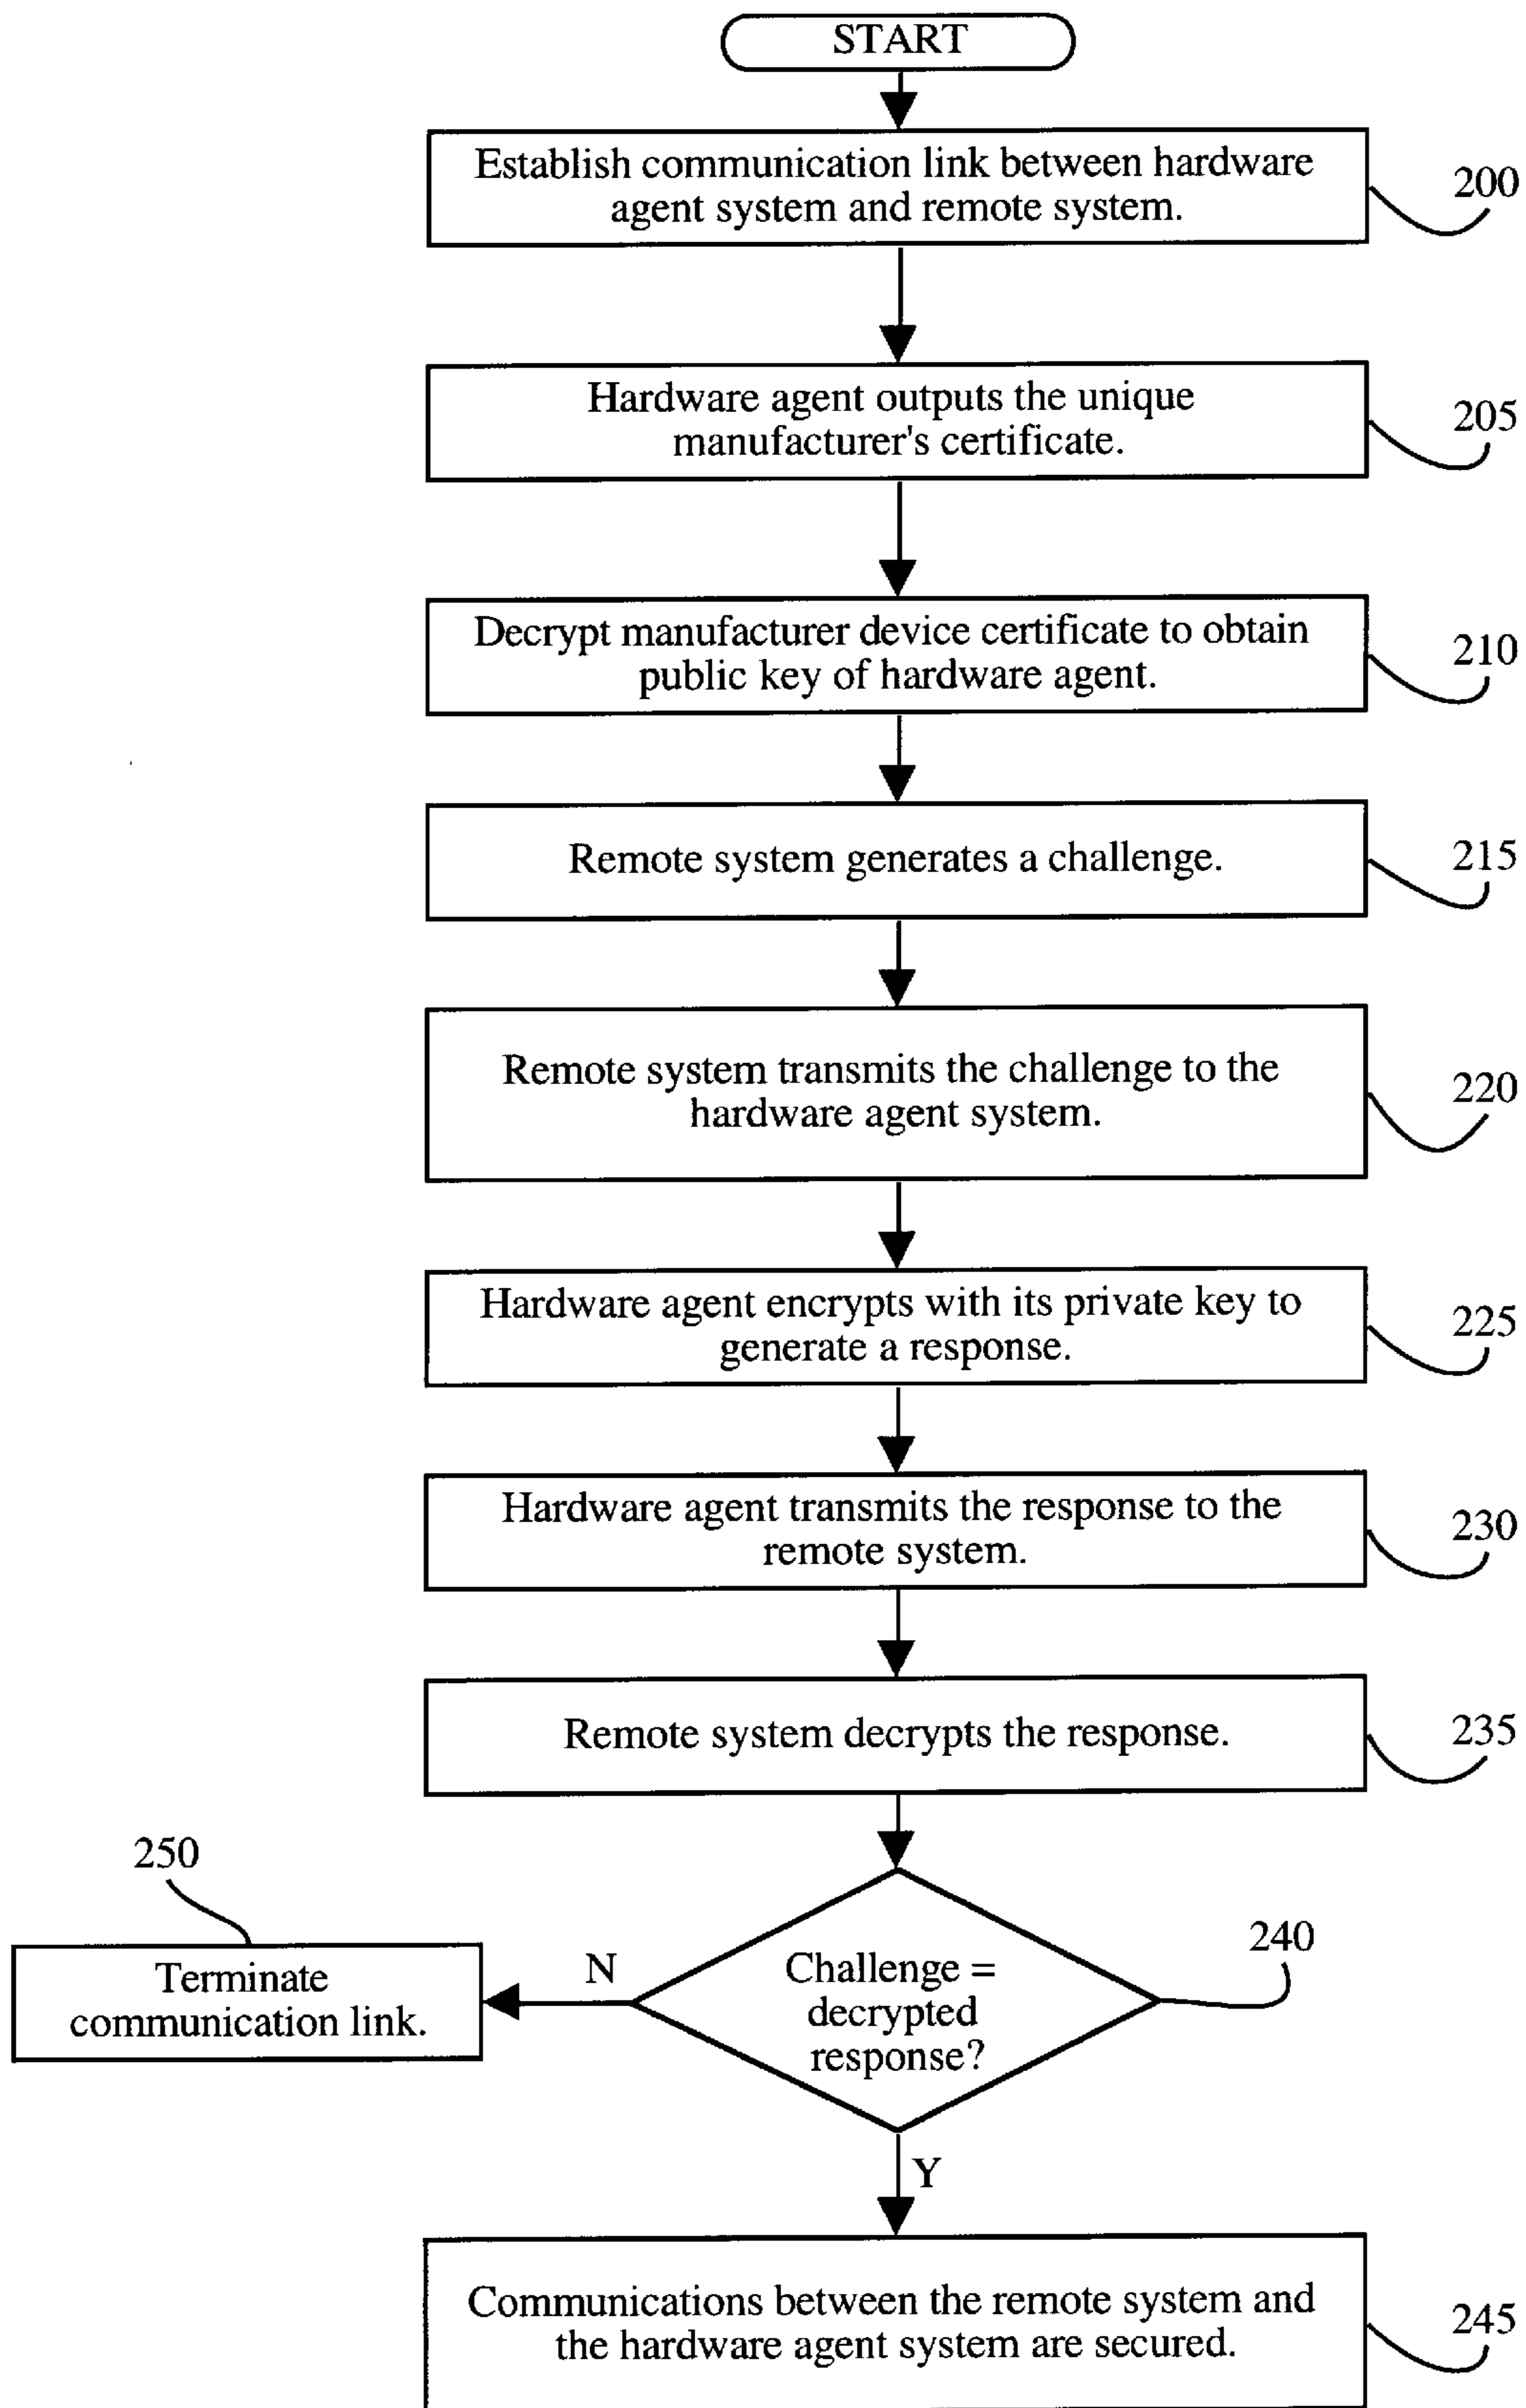 START
Establish communication link between hardware
agent system and remote system.
200
Hardware agent outputs the unique
manufacturer's certificate.
205
Decrypt manufacturer device certificate to obtain
public key of hardware agent.
210
Remote system generates a challenge.
215
Remote system transmits the challenge to the
hardware agent system.
220
Hardware agent encrypts with its private key to
generate a response.
225
Hardware agent transmits the response to the
remote system.
230
Remote system decrypts the response.
235
250
Terminate
communication link.
N
Challenge =
decrypted
response?
240
Y
Communications between the remote system and
the hardware agent system are secured.
245